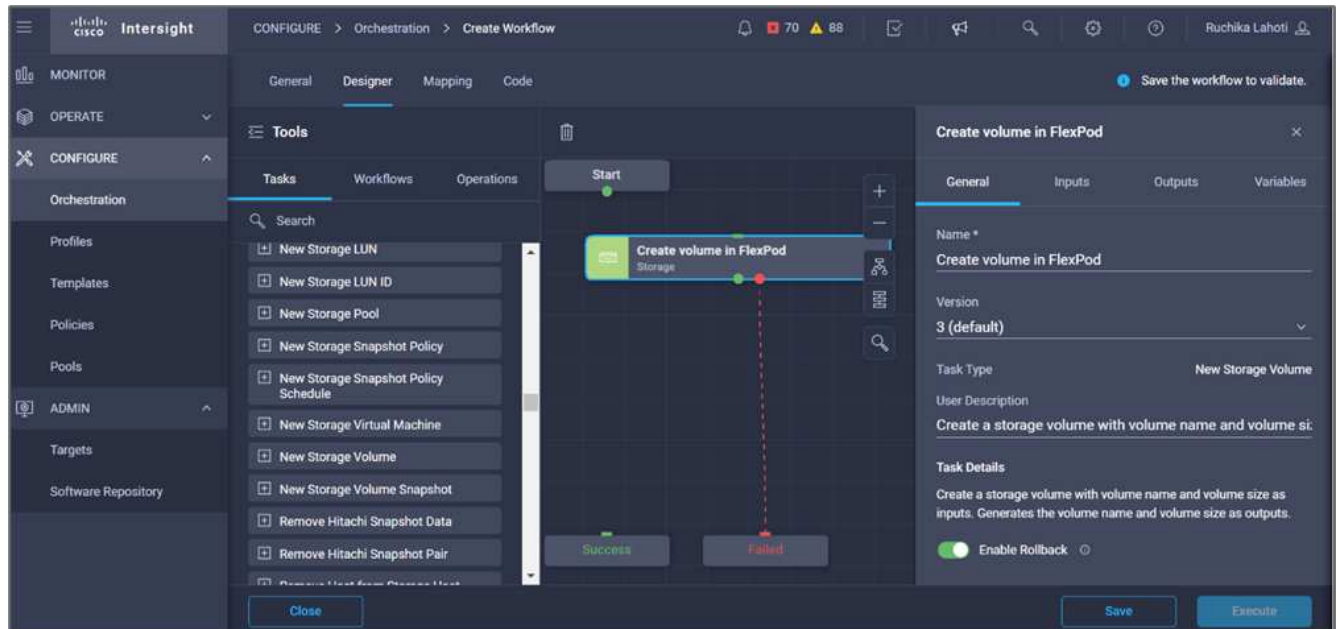 cisco Intersight
CONFIGURE > Orchestration > Create Workflow
70 88
Ruchika Lahoti
MONITOR
OPERATE
CONFIGURE
Orchestration
Profiles
Templates
Policies
Pools
ADMIN
Targets
Software Repository
General Designer Mapping Code
Save the workflow to validate.
Tools
Tasks Workflows Operations
Search
New Storage LUN
New Storage LUN ID
New Storage Pool
New Storage Snapshot Policy
New Storage Snapshot Policy
Schedule
New Storage Virtual Machine
New Storage Volume
New Storage Volume Snapshot
Remove Hitachi Snapshot Data
Remove Hitachi Snapshot Pair
Remove Host from Storage Host
Start
Create volume in FlexPod
Storage
Success
Failed
Create volume in FlexPod
General Inputs Outputs Variables
Name *
Create volume in FlexPod
Version
3 (default)
Task Type New Storage Volume
User Description
Create a storage volume with volume name and volume si
Task Details
Create a storage volume with volume name and volume size as
inputs. Generates the volume name and volume size as outputs.
Enable Rollback
Close
Save
Execute